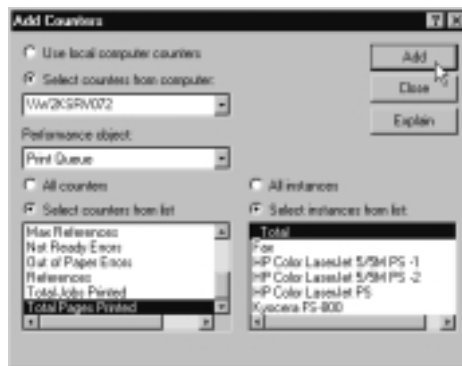 Add Counters
Use local computer counters
Select counters from computer:
\\W2KSRV072
Performance object:
Print Queue
All counters
Select counters from list
Max References
Not Ready Errors
Out of Paper Errors
References
Total Jobs Printed
Total Pages Printed
All instances
Select instances from list:
_Total
Fax
HP Color LaserJet 5/5M PS -1
HP Color LaserJet 5/5M PS -2
HP Color LaserJet PS
Kyocera FS-800
Add
Close
Explain